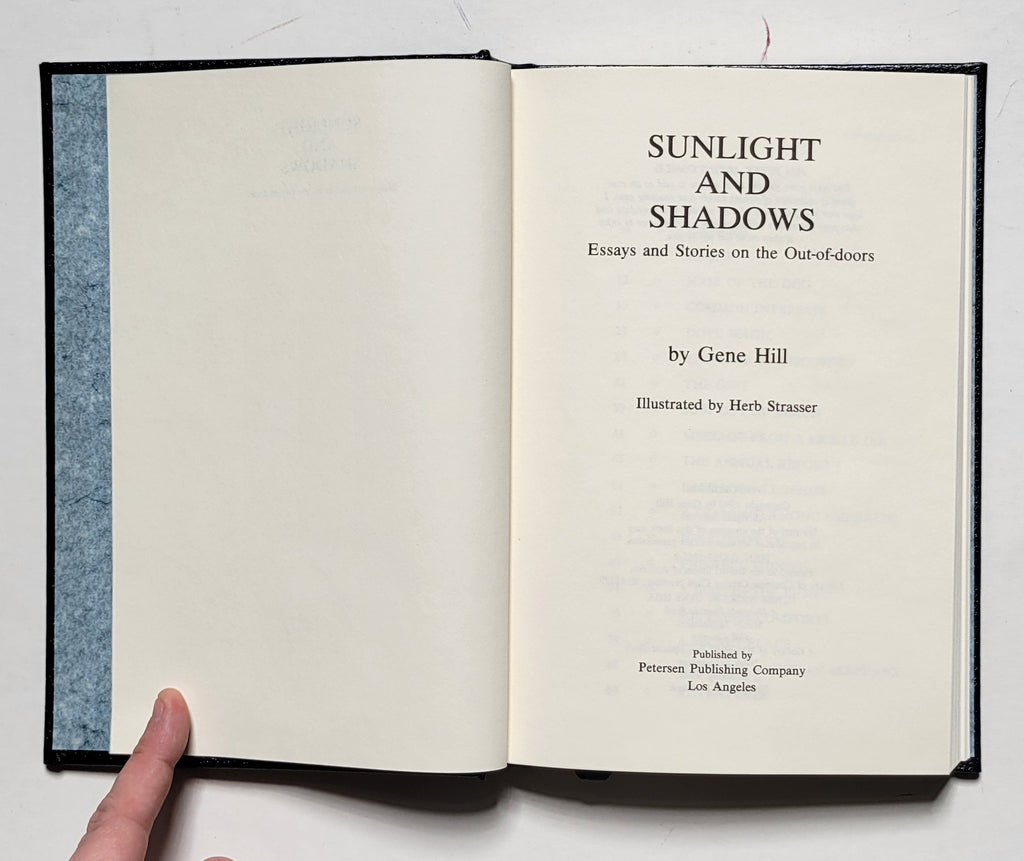 SUNLIGHT
AND
SHADOWS
Essays and Stories on the Out-of-doors
by Gene Hill
Illustrated by Herb Strasser
Published by
Petersen Publishing Company
Los Angeles